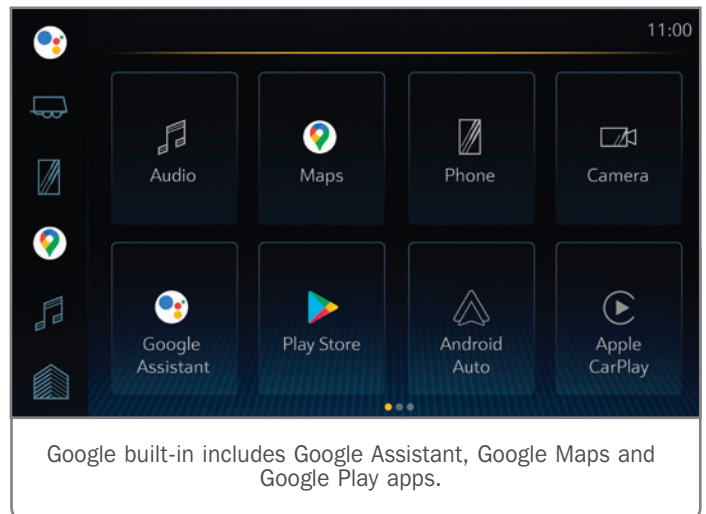 11:00
Audio
Maps
Phone
Camera
Google
Assistant
Play Store
Android
Auto
Apple
CarPlay
Google built-in includes Google Assistant, Google Maps and
Google Play apps.